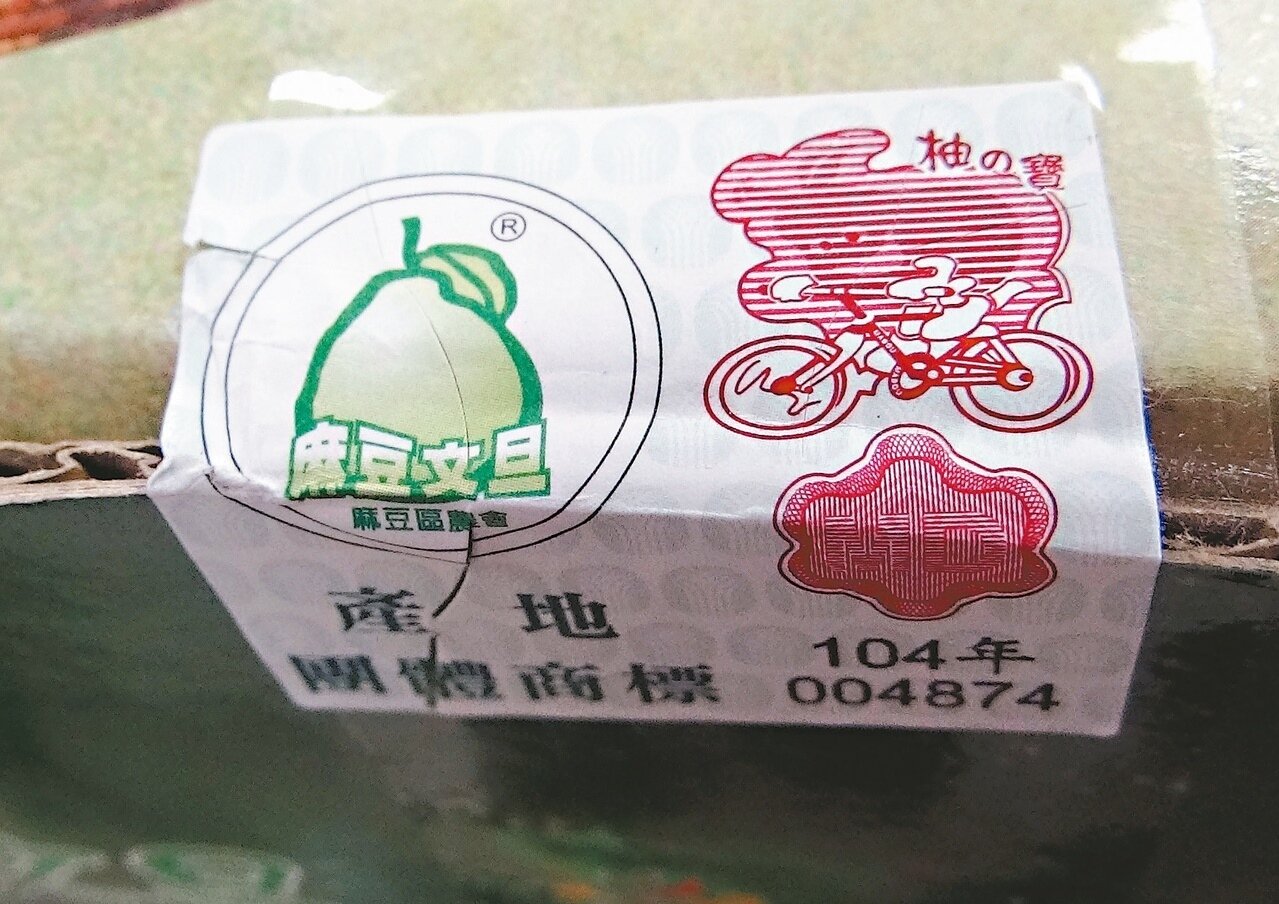 ®
麻豆文旦
麻豆區農會
產地
團體商標
柚の寶
104年
004874